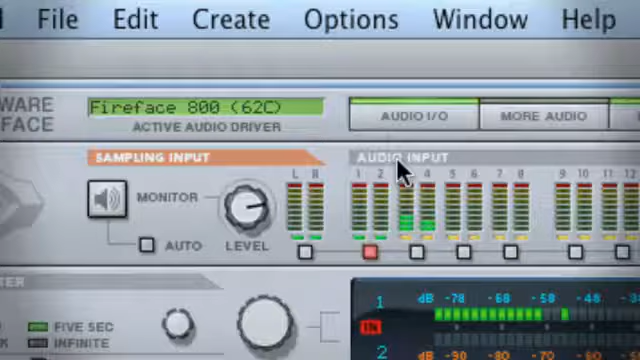 File Edit Create Options Window Help
WARE
FACE
Fireface 800 (62C)
ACTIVE AUDIO DRIVER
AUDIO I/O
MORE AUDIO
SAMPLING INPUT
AUDIO INPUT
L R
1 2 3 4 5 6 7 8 9 10 11 12
MONITOR
AUTO
LEVEL
FIVE SEC
INFINITE
1 dB -78 -68 -58 -48
IN
2 dB -90 -80 -70 -60